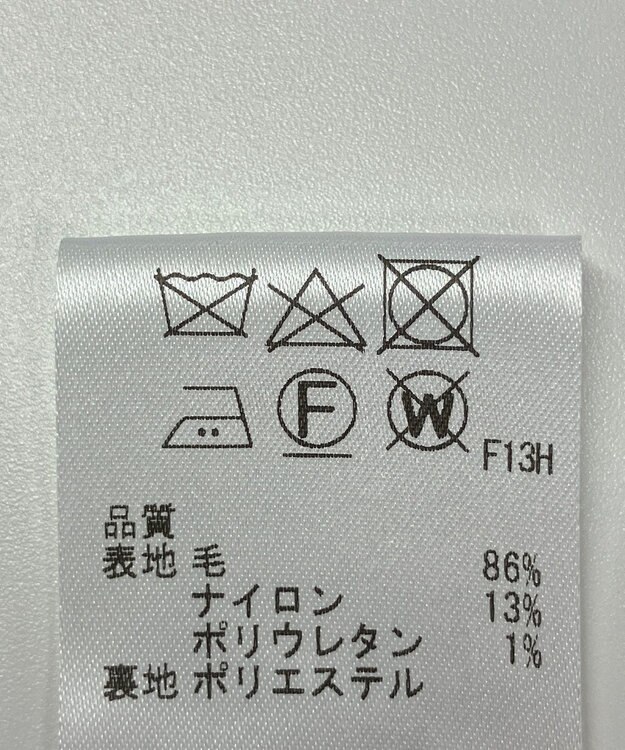 F W F13H
品質
表地 毛 86%
ナイロン 13%
ポリウレタン 1%
裏地 ポリエステル